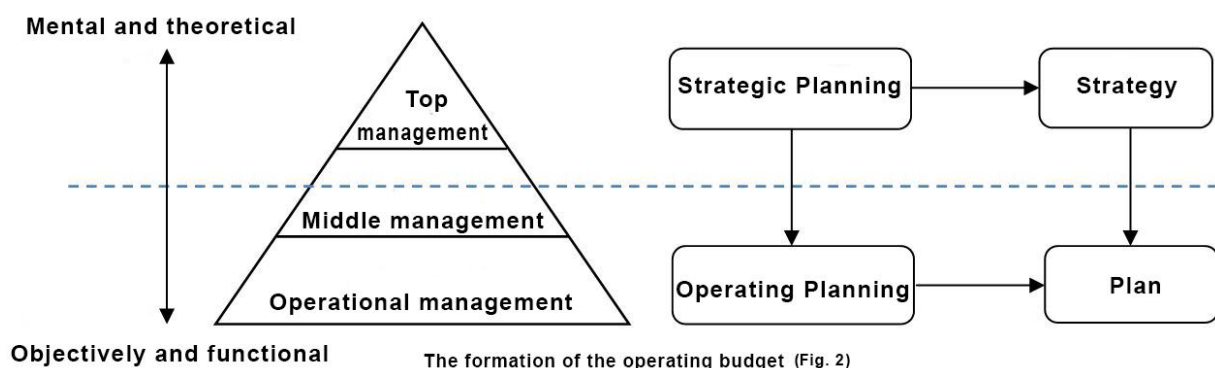 Mental and theoretical
Top
management
Middle management
Operational management
Objectively and functional
Strategic Planning
Strategy
Operating Planning
Plan
The formation of the operating budget (Fig. 2)